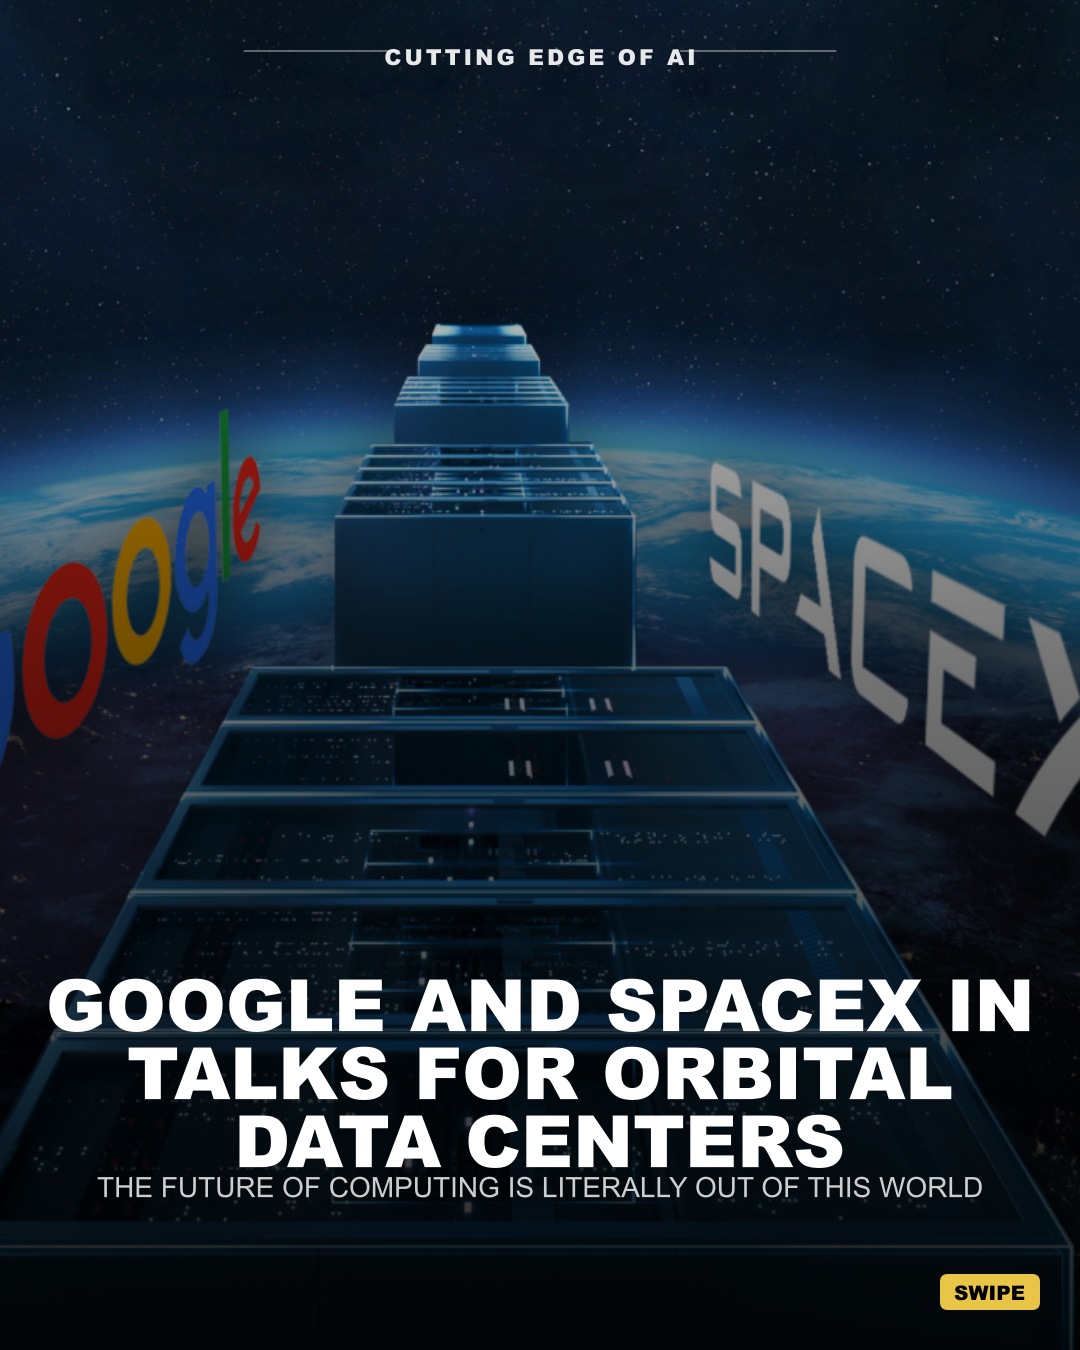 CUTTING EDGE OF AI
Google
SPACEX
GOOGLE AND SPACEX IN
TALKS FOR ORBITAL
DATA CENTERS
THE FUTURE OF COMPUTING IS LITERALLY OUT OF THIS WORLD
SWIPE